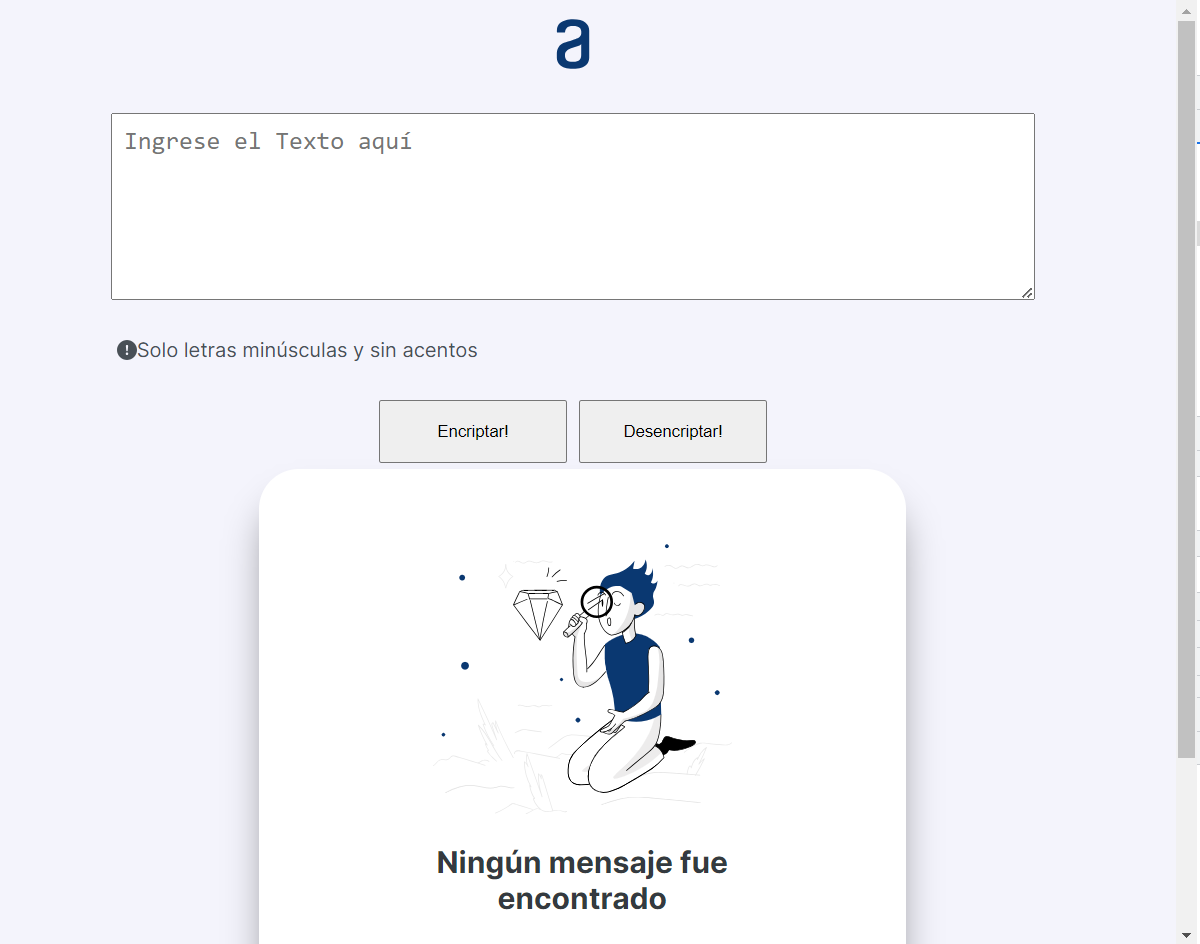 a
Ingrese el Texto aquí
Solo letras minúsculas y sin acentos
Encriptar! Desencriptar!
Ningún mensaje fue
encontrado